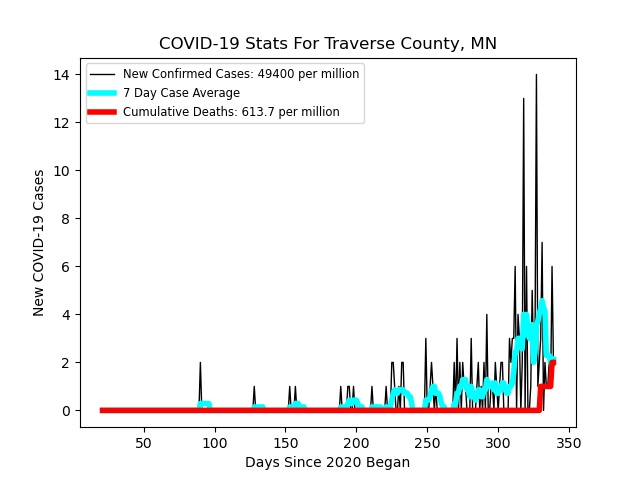 COVID-19 Stats For Traverse County, MN
New Confirmed Cases: 49400 per million
7 Day Case Average
Cumulative Deaths: 613.7 per million
New COVID-19 Cases
14
12
10
8
6
4
2
0
50
100
150
200
250
300
350
Days Since 2020 Began